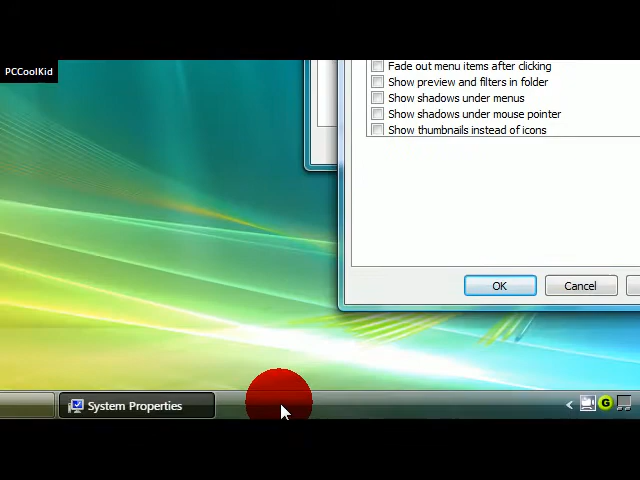 PCCoolKid
Fade out menu items after clicking
Show preview and filters in folder
Show shadows under menus
Show shadows under mouse pointer
Show thumbnails instead of icons
OK
Cancel
System Properties
G